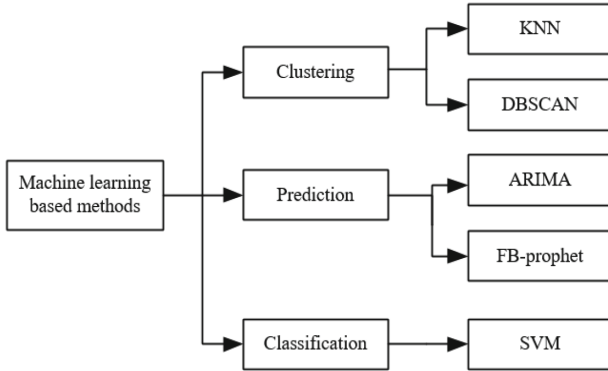 KNN
Clustering
DBSCAN
Machine learning
based methods
Prediction
ARIMA
FB-prophet
Classification
SVM